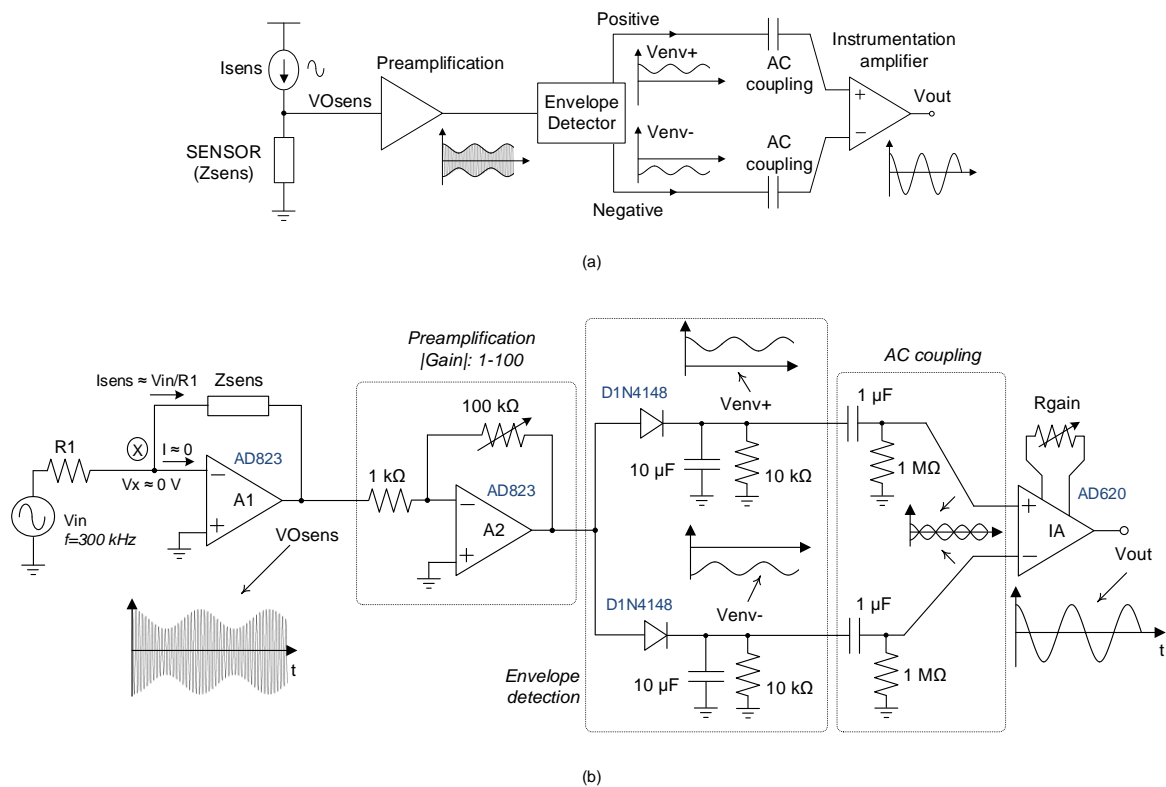 Positive
Isens
Preamplification
Venv+
AC
coupling
Instrumentation
amplifier
VOsens
Envelope
Detector
+
−
Vout
SENSOR
(Zsens)
Venv-
AC
coupling
Negative
(a)
Preamplification
|Gain|: 1-100
AC coupling
Isens ≈ Vin/R1
Zsens
D1N4148
Venv+
1 µF
Rgain
100 kΩ
R1
X
I ≈ 0
AD823
Vx ≈ 0 V
−
A1
+
1 kΩ
AD823
−
A2
+
10 µF
10 kΩ
1 MΩ
AD620
+
IA
−
Vin
f=300 kHz
VOsens
Vout
D1N4148
Venv-
1 µF
t
Envelope
detection
10 µF
10 kΩ
1 MΩ
t
(b)